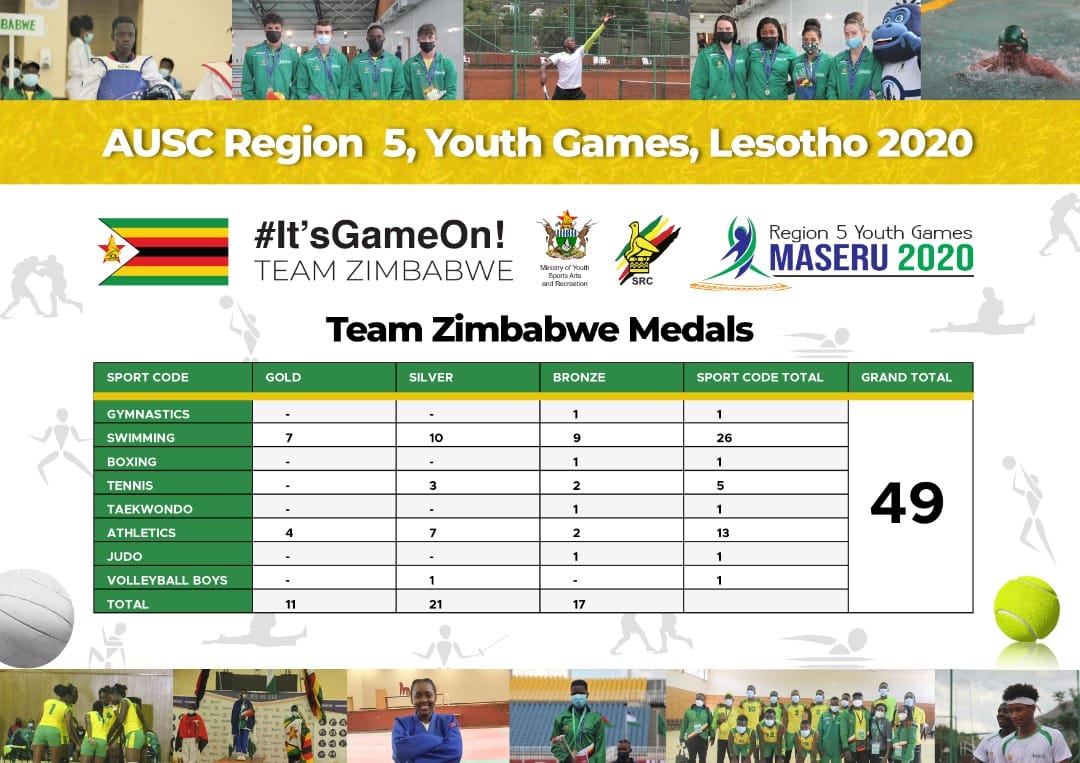 BABWE
AUSC Region 5, Youth Games, Lesotho 2020
#It'sGameOn!
TEAM ZIMBABWE
Ministry of Youth
Sports Arts
and Recreation
SRC
Region 5 Youth Games
MASERU 2020
Team Zimbabwe Medals
SPORT CODE GOLD SILVER BRONZE SPORT CODE TOTAL GRAND TOTAL
GYMNASTICS - - 1 1
SWIMMING 7 10 9 26
BOXING - - 1 1
TENNIS - 3 2 5
TAEKWONDO - - 1 1
ATHLETICS 4 7 2 13
JUDO - - 1 1
VOLLEYBALL BOYS - 1 - 1
TOTAL 11 21 17
49